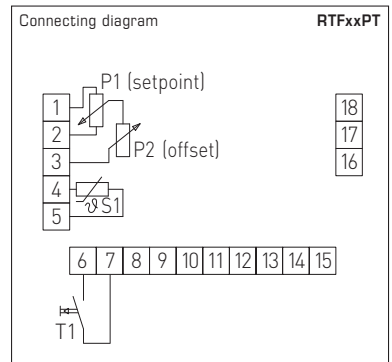 Connecting diagram RTFxxPT
P1 (setpoint)
1
2
3
P2 (offset)
4
5
ϑ S1
18
17
16
6 7 8 9 10 11 12 13 14 15
T1